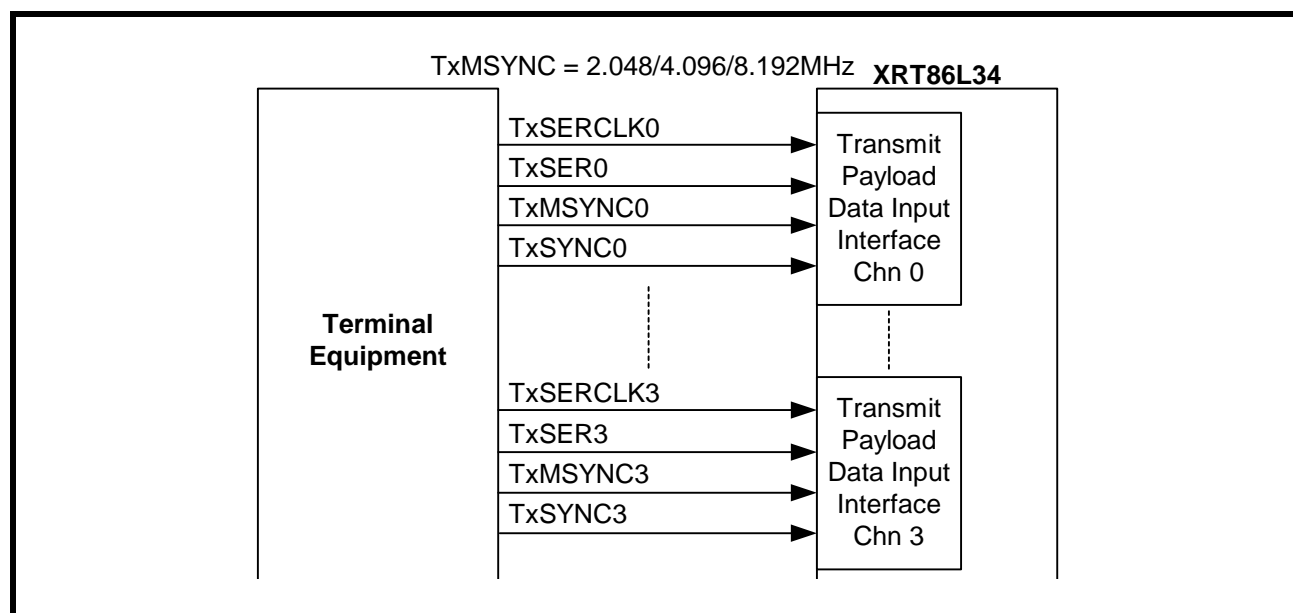 TxMSYNC = 2.048/4.096/8.192MHz
XRT86L34
TxSERCLK0
TxSER0
TxMSYNC0
TxSYNC0
Transmit
Payload
Data Input
Interface
Chn 0
Terminal
Equipment
TxSERCLK3
TxSER3
TxMSYNC3
TxSYNC3
Transmit
Payload
Data Input
Interface
Chn 3